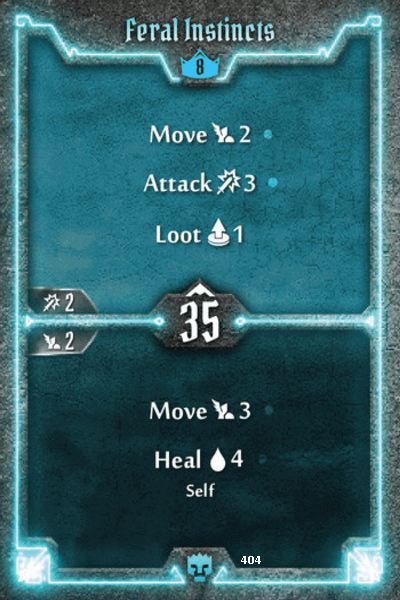 Feral Instincts
8
Move 2
Attack 3
Loot 1
2
35
2
Move 3
Heal 4
Self
404